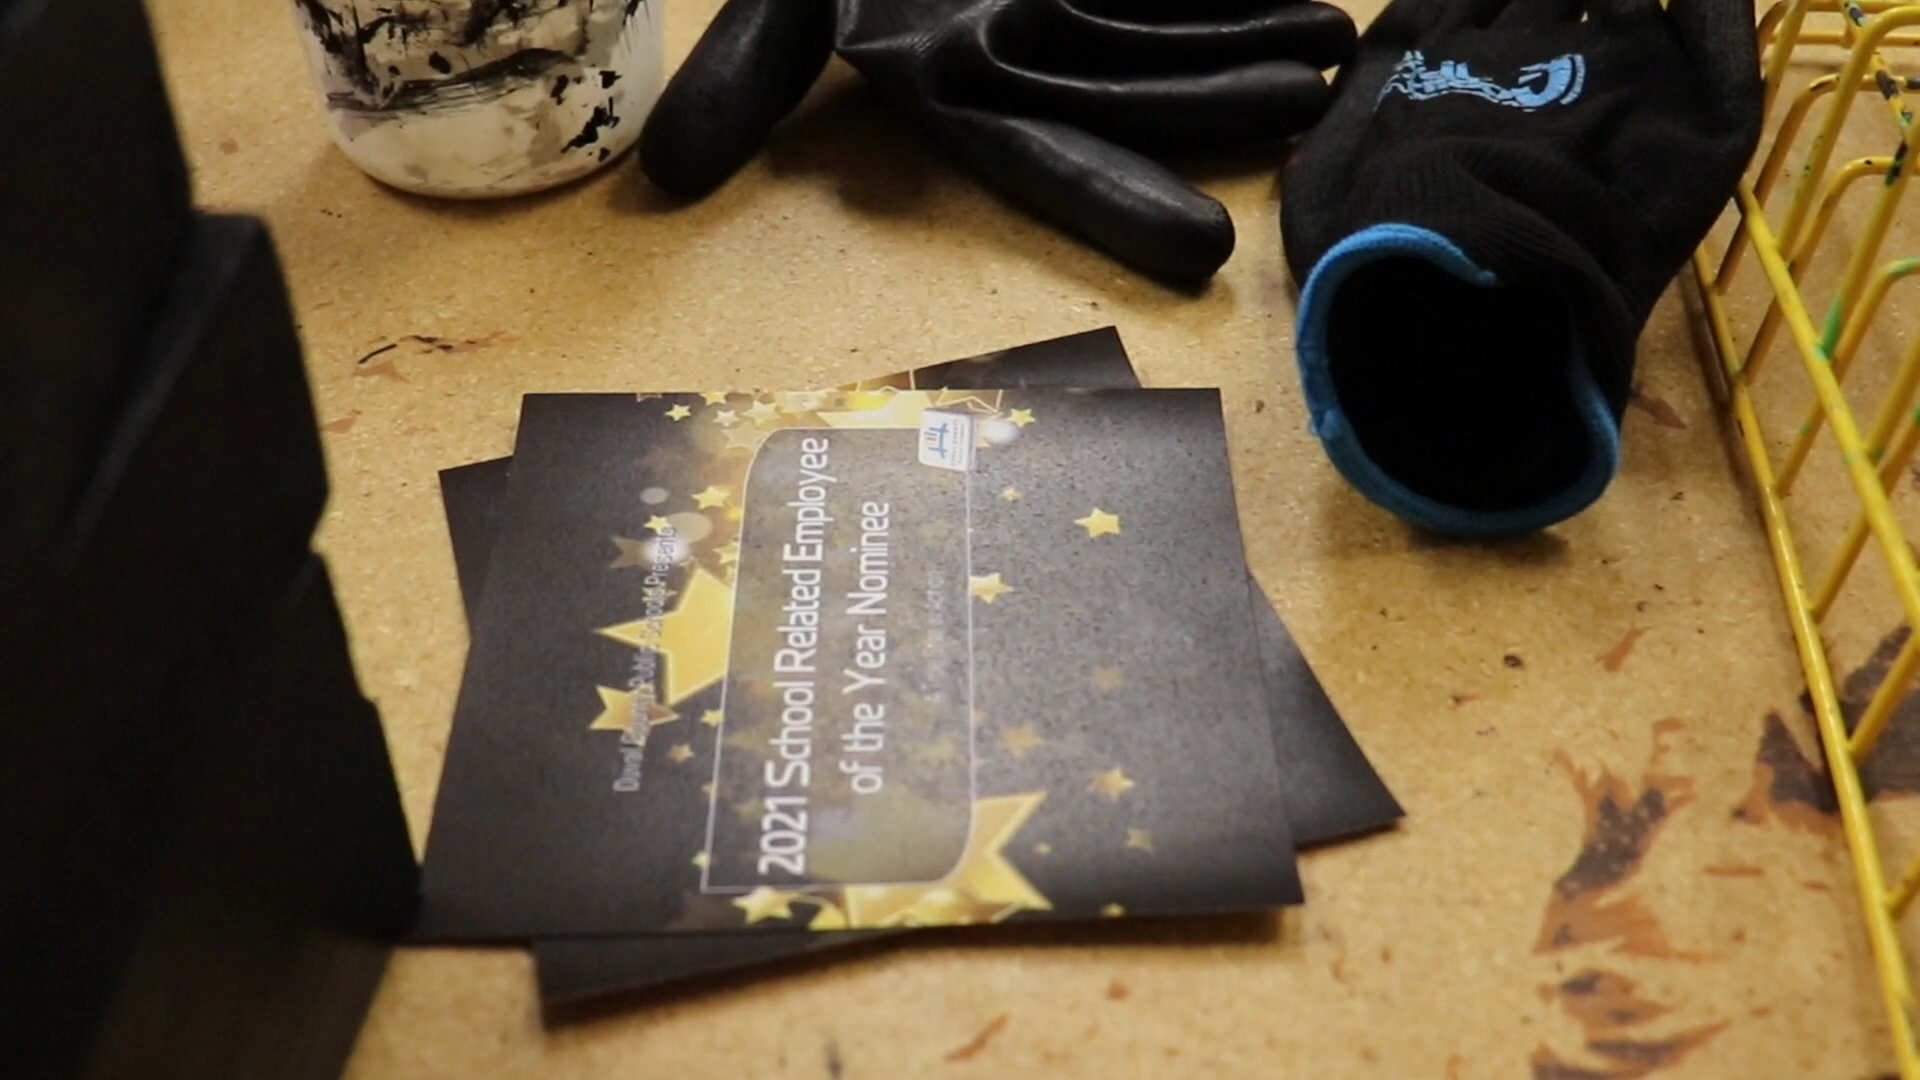 Duval County Public Schools Presents
2021 School Related Employee
of the Year Nominee